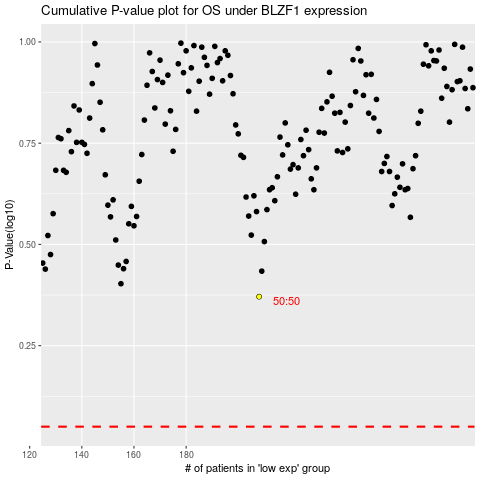 Cumulative P-value plot for OS under BLZF1 expression
P-Value(log10)
1.00
0.75
0.50
0.25
50:50
120 140 160 180
# of patients in 'low exp' group